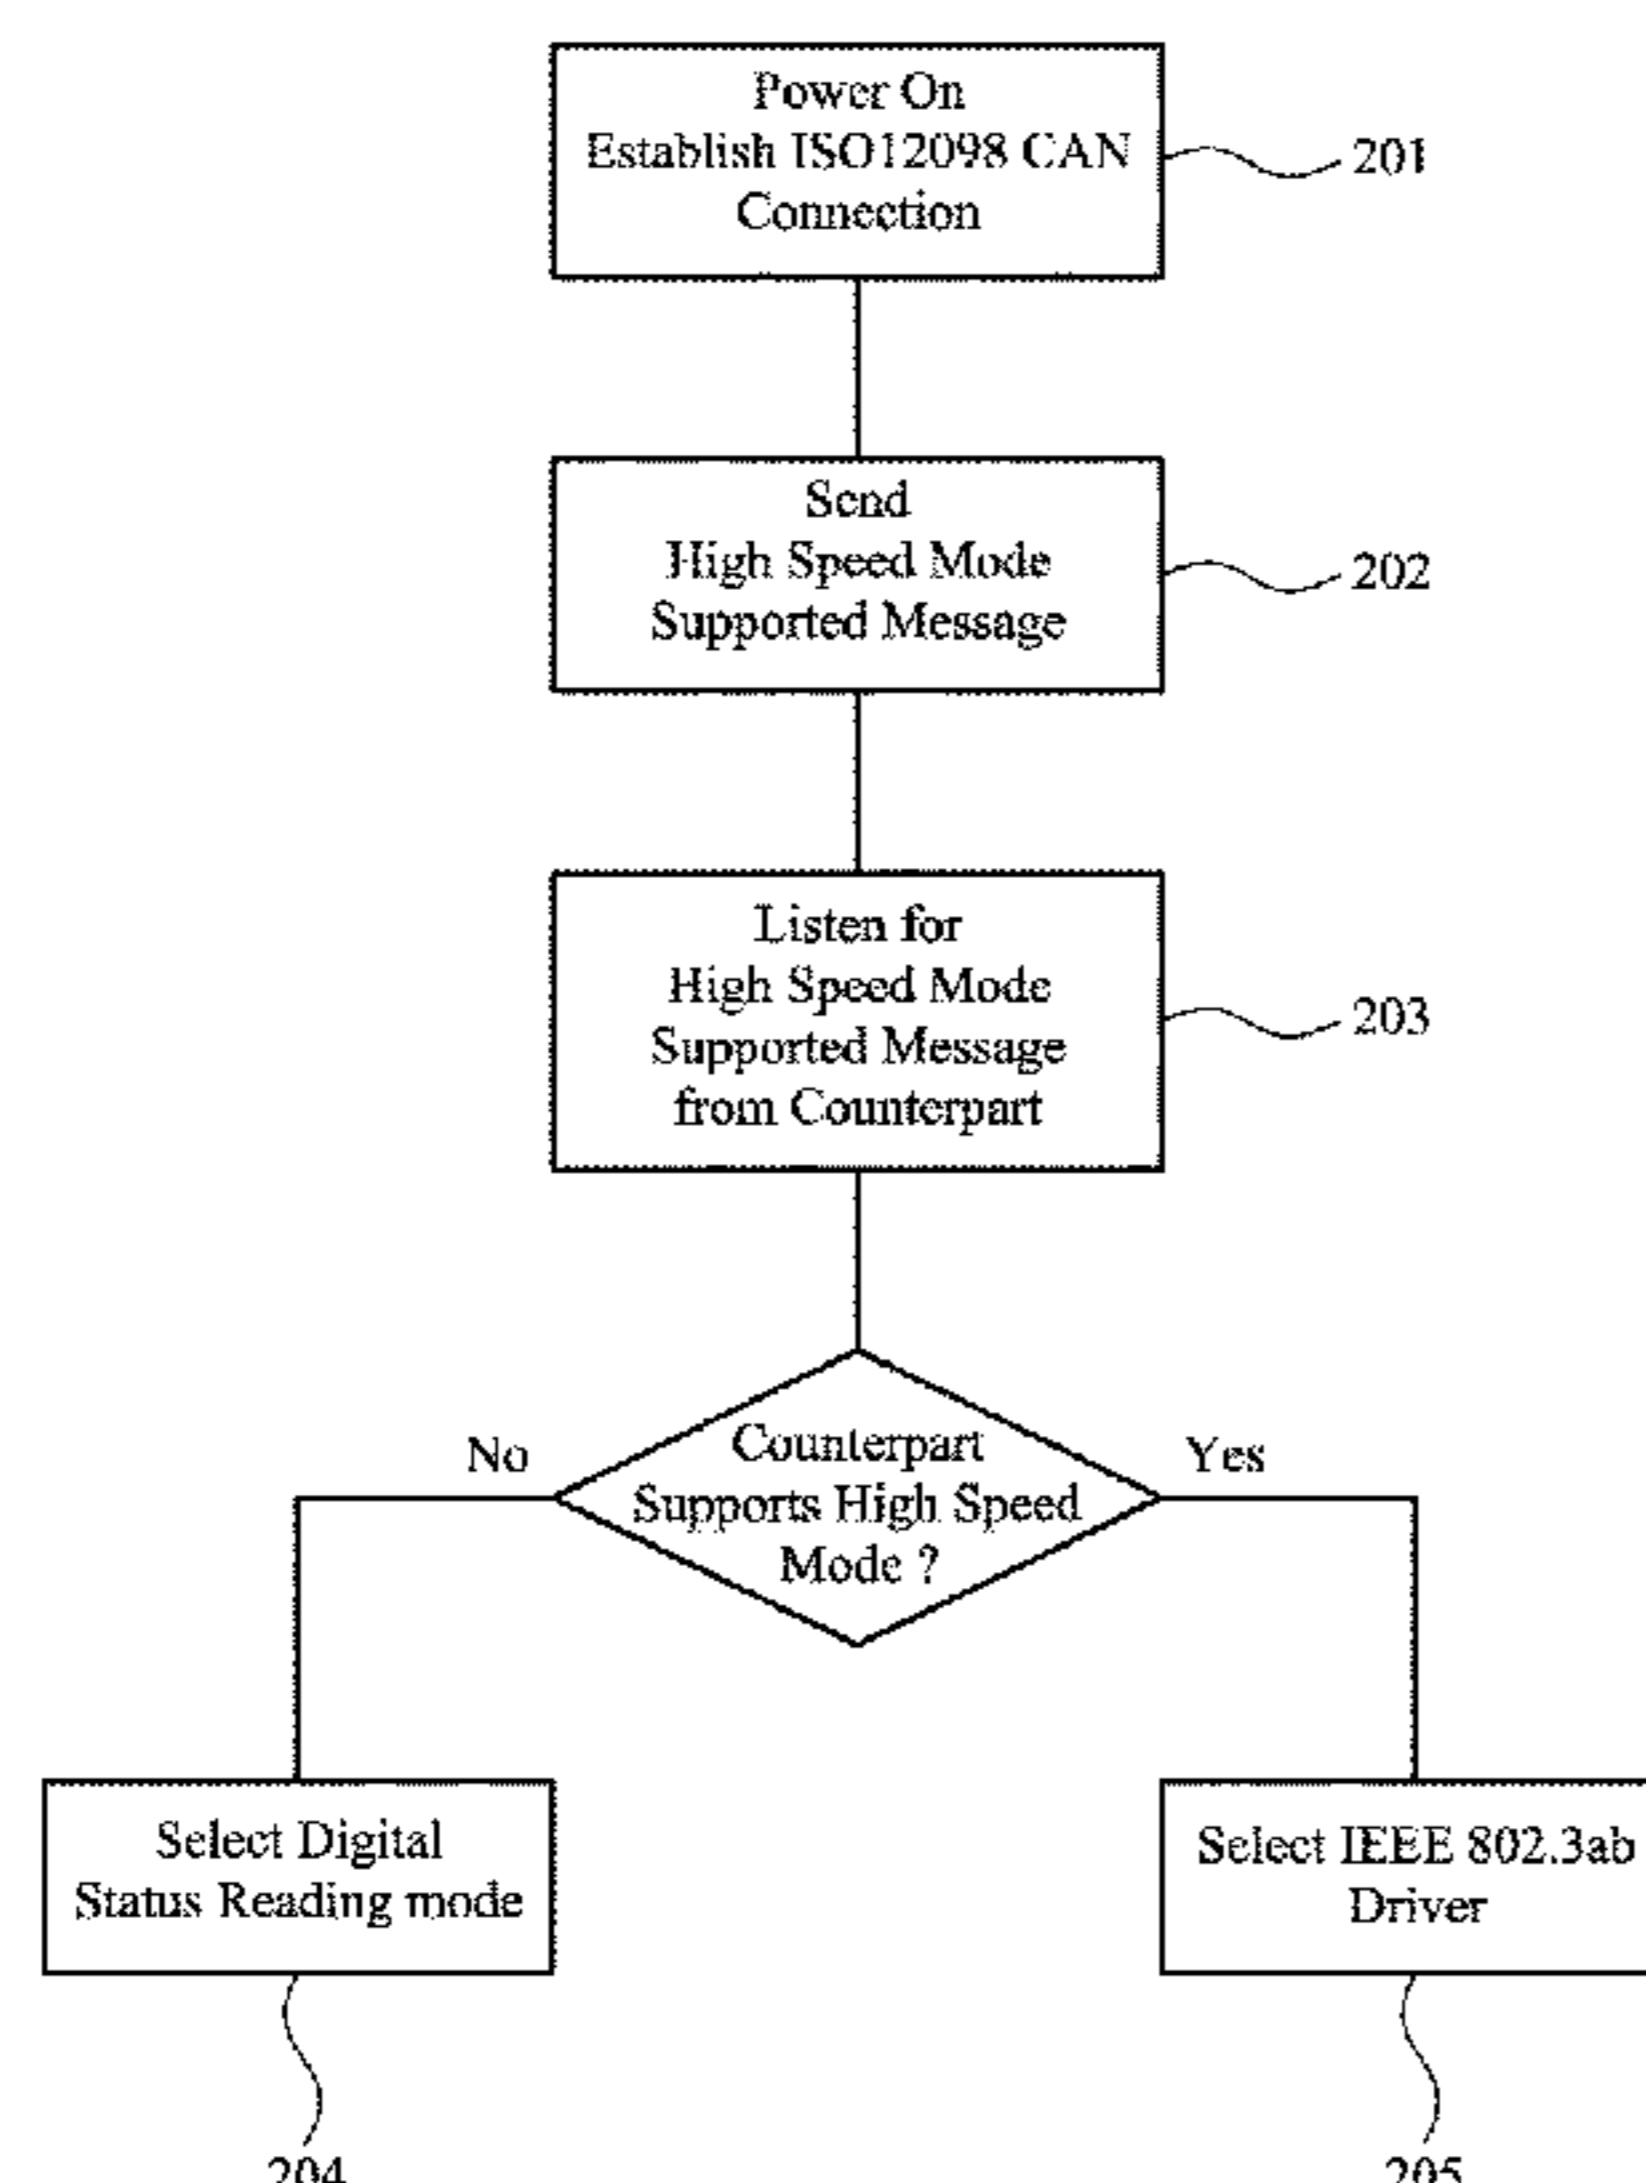 Power On
Establish ISO12098 CAN
Connection
201
Send
High Speed Mode
Supported Message
202
Listen for
High Speed Mode
Supported Message
from Counterpart
203
No
Counterpart
Supports High Speed
Mode ?
Yes
Select Digital
Status Reading mode
Select IEEE 802.3ab
Driver
204
205